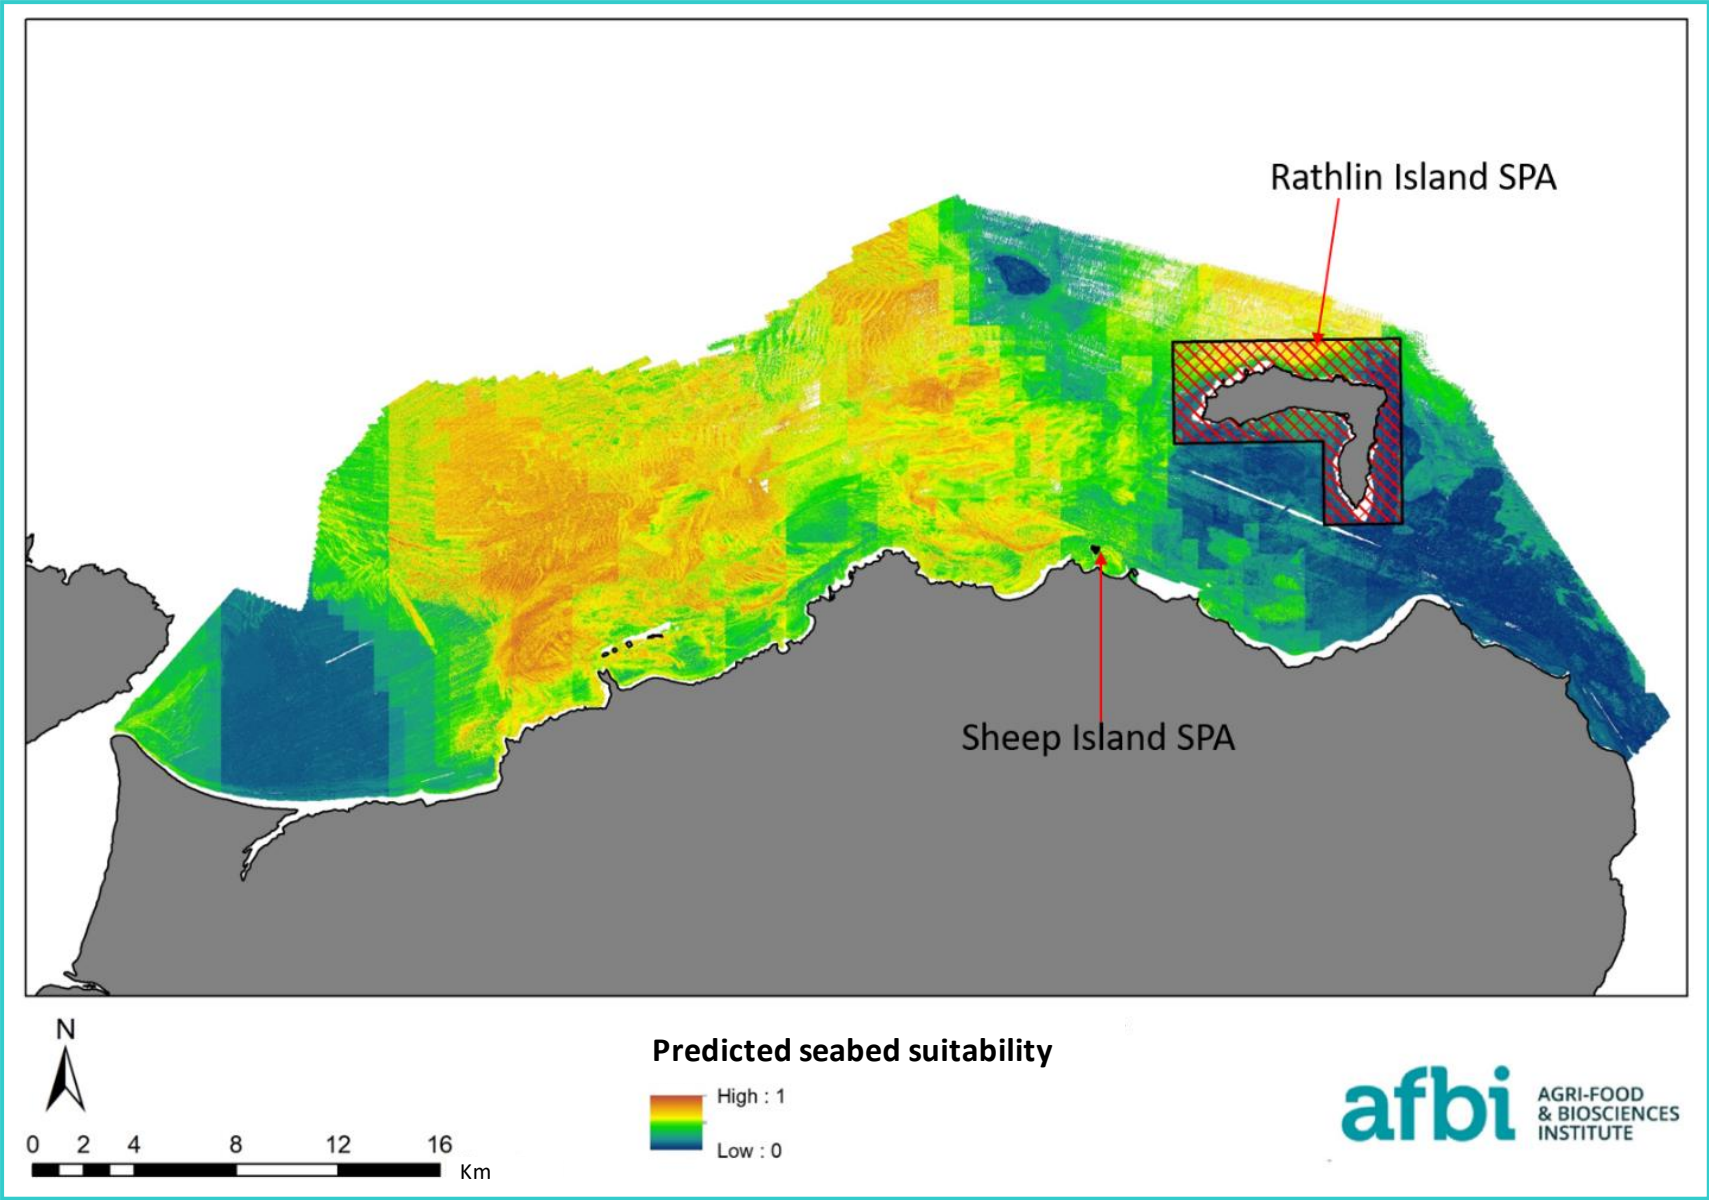 Rathlin Island SPA
Sheep Island SPA
N
0 2 4 8 12 16
Km
Predicted seabed suitability
High : 1
Low : 0
afbi
AGRI-FOOD
& BIOSCIENCES
INSTITUTE